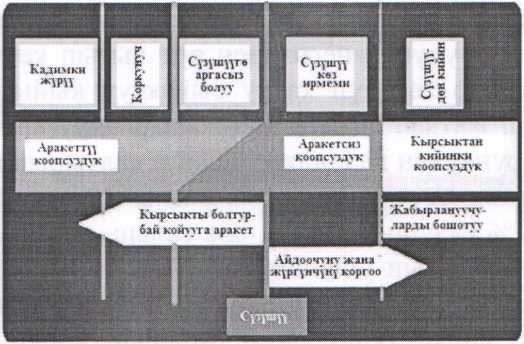 Кадимки
жүрүү
Коркунуч
Сүзүшүүгө
аргасыз
болуу
Сүзүшүү
көз
ирмеми
Сүзүшүү-
дөн кийин
Аракеттүү
коопсуздук
Аракетсиз
коопсуздук
Кырсыктан
кийинки
коопсуздук
Кырсыкты болтур-
бай коюуга аракет
Жабырлануучу-
ларды бошотуу
Айдоочуну жана
жүргүнчүнү коргоо
Сүзүшүү